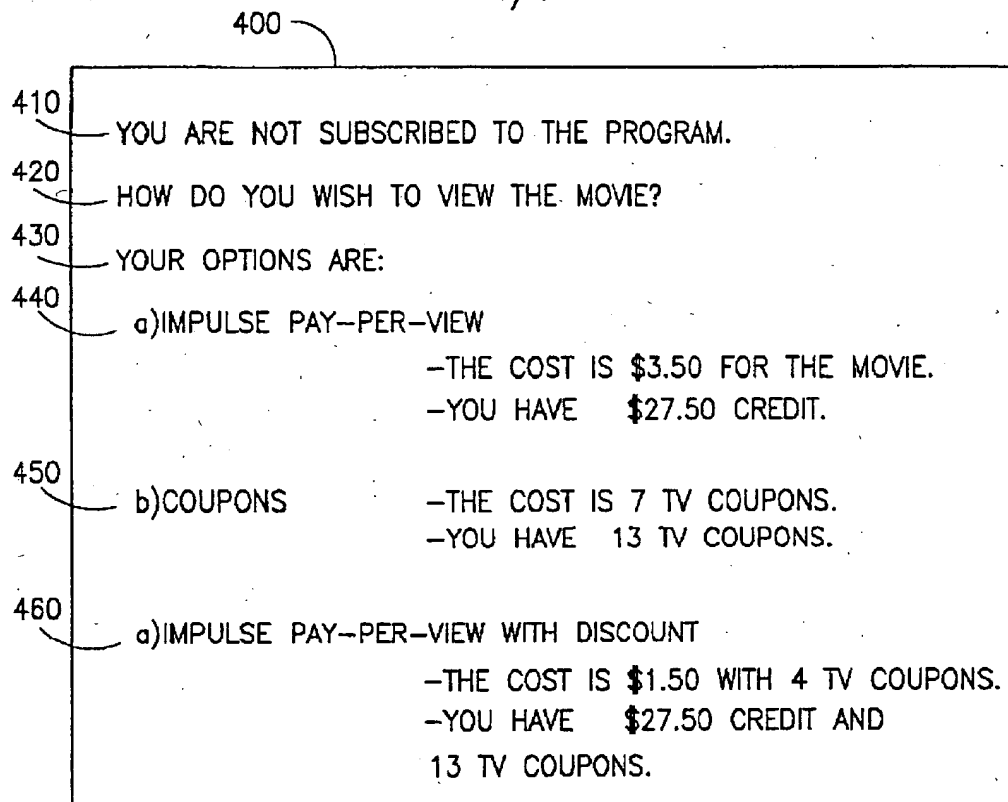 400
410
YOU ARE NOT SUBSCRIBED TO THE PROGRAM.
420
HOW DO YOU WISH TO VIEW THE MOVIE?
430
YOUR OPTIONS ARE:
440
a)IMPULSE PAY-PER-VIEW
-THE COST IS $3.50 FOR THE MOVIE.
-YOU HAVE $27.50 CREDIT.
450
b)COUPONS -THE COST IS 7 TV COUPONS.
-YOU HAVE 13 TV COUPONS.
460
a)IMPULSE PAY-PER-VIEW WITH DISCOUNT
-THE COST IS $1.50 WITH 4 TV COUPONS.
-YOU HAVE $27.50 CREDIT AND
13 TV COUPONS.